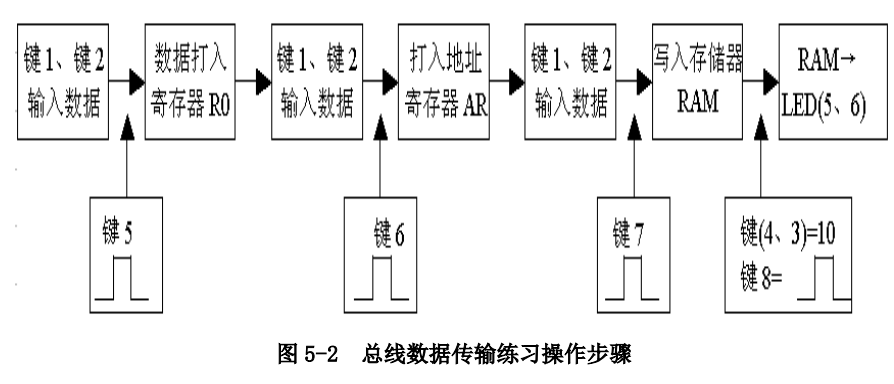 键1、键2
输入数据
数据打入
寄存器 R0
键1、键2
输入数据
打入地址
寄存器 AR
键1、键2
输入数据
写入存储器
RAM
RAM→
LED(5、6)
键5
键6
键7
键(4、3)=10
键8=
图 5-2 总线数据传输练习操作步骤